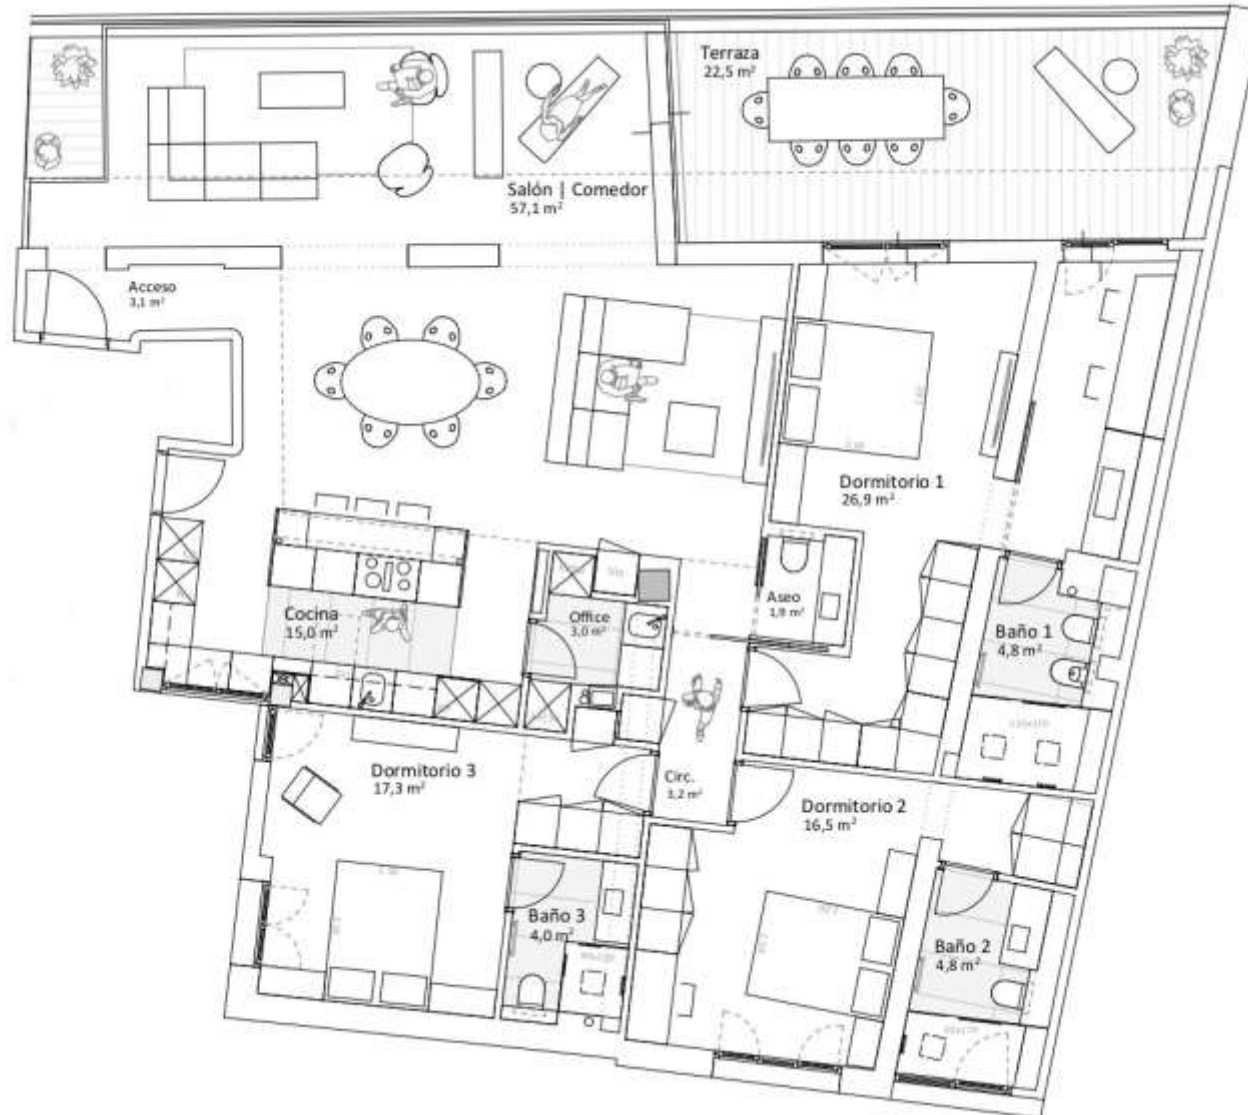 Terraza
22,5 m²
Salón | Comedor
57,1 m²
Acceso
3,1 m²
Dormitorio 1
26,9 m²
Aseo
1,9 m²
Cocina
15,0 m²
Office
3,0 m²
Baño 1
4,8 m²
Dormitorio 3
17,3 m²
Circ.
3,2 m²
Dormitorio 2
16,5 m²
Baño 3
4,0 m²
Baño 2
4,8 m²